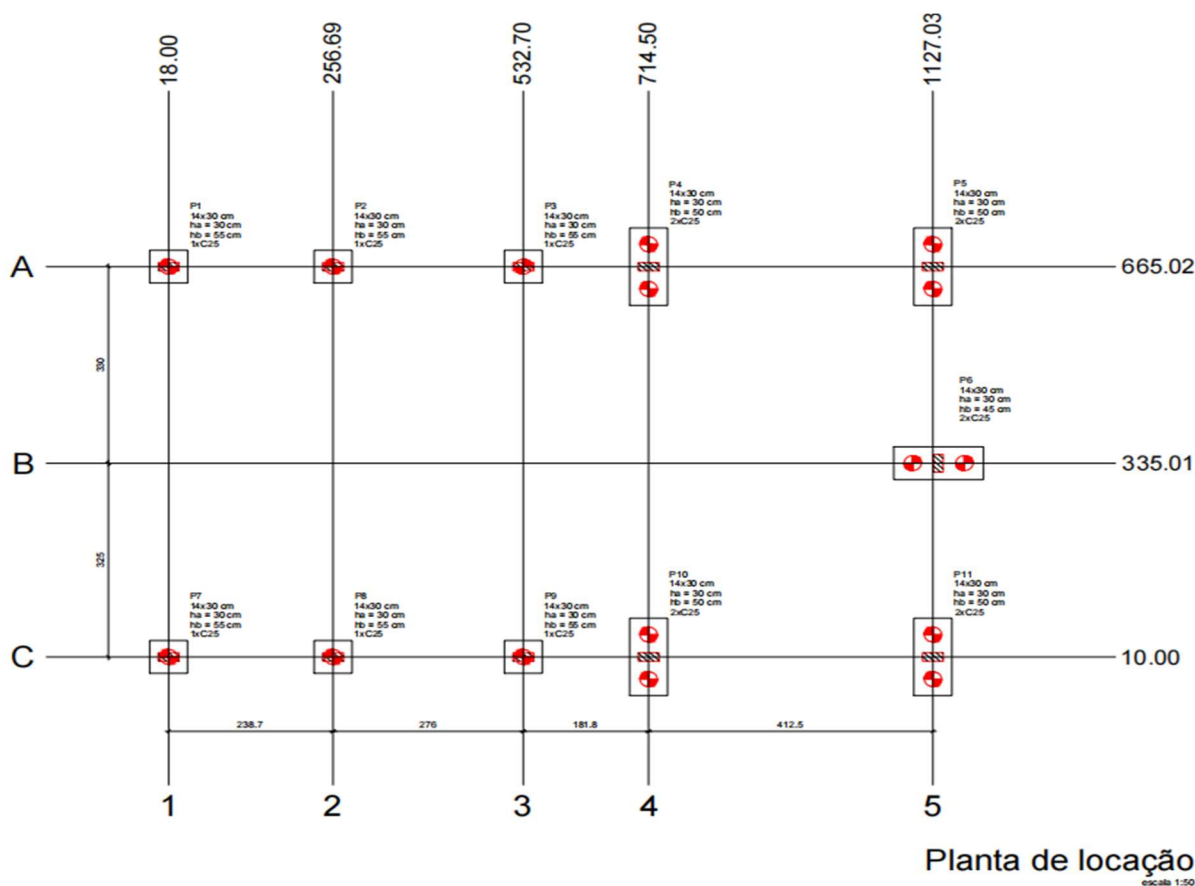 18.00
256.69
532.70
714.50
1127.03
P1
14x30 cm
ha = 30 cm
hb = 55 cm
1xC25
P2
14x30 cm
ha = 30 cm
hb = 55 cm
1xC25
P3
14x30 cm
ha = 30 cm
hb = 55 cm
1xC25
P4
14x30 cm
ha = 30 cm
hb = 50 cm
2xC25
P5
14x30 cm
ha = 30 cm
hb = 50 cm
2xC25
A
665.02
330
P6
14x30 cm
ha = 30 cm
hb = 45 cm
2xC25
B
335.01
325
P7
14x30 cm
ha = 30 cm
hb = 55 cm
1xC25
P8
14x30 cm
ha = 30 cm
hb = 55 cm
1xC25
P9
14x30 cm
ha = 30 cm
hb = 55 cm
1xC25
P10
14x30 cm
ha = 30 cm
hb = 50 cm
2xC25
P11
14x30 cm
ha = 30 cm
hb = 50 cm
2xC25
C
10.00
238.7
276
181.8
412.5
1
2
3
4
5
Planta de locação
escala 1:50